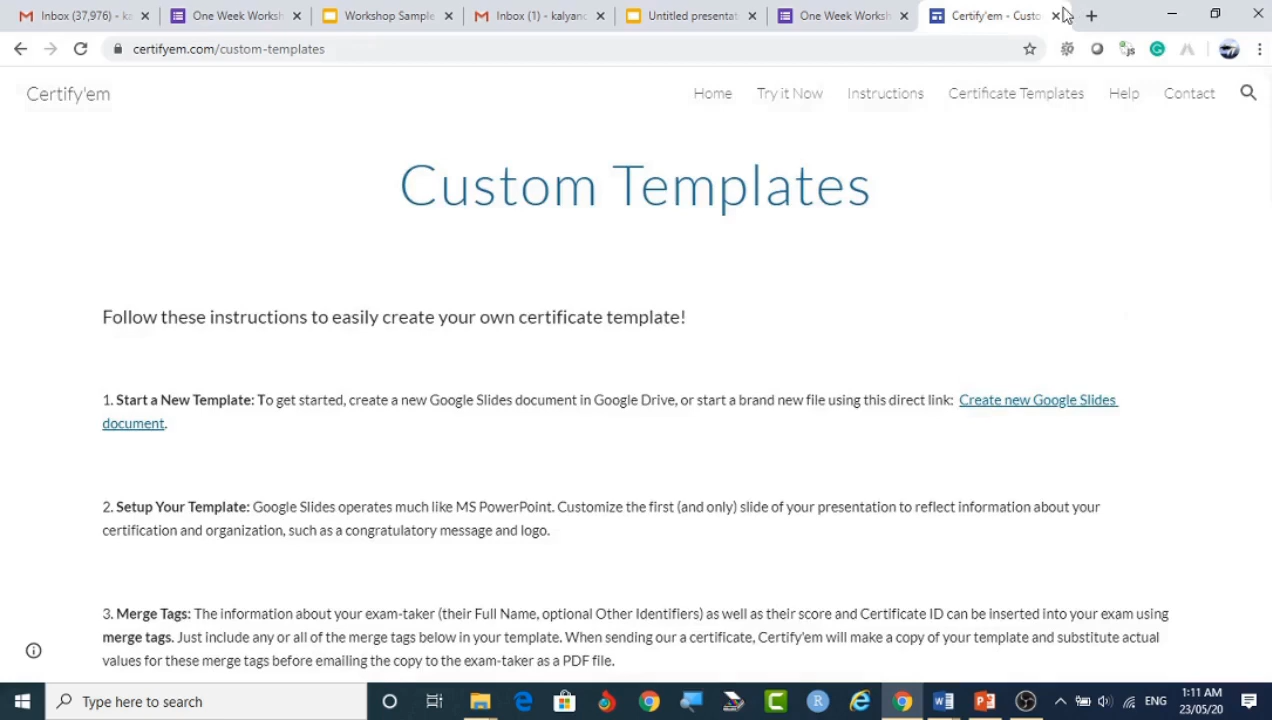 Inbox (37,976) - ka
One Week Worksh
Workshop Sample
Inbox (1) - kalyanc
Untitled presentat
One Week Worksh
Certify'em - Custo
certifyem.com/custom-templates
Certify'em
Home Try it Now Instructions Certificate Templates Help Contact
Custom Templates
Follow these instructions to easily create your own certificate template!
1. Start a New Template: To get started, create a new Google Slides document in Google Drive, or start a brand new file using this direct link: Create new Google Slides
document.
2. Setup Your Template: Google Slides operates much like MS PowerPoint. Customize the first (and only) slide of your presentation to reflect information about your
certification and organization, such as a congratulatory message and logo.
3. Merge Tags: The information about your exam-taker (their Full Name, optional Other Identifiers) as well as their score and Certificate ID can be inserted into your exam using
merge tags. Just include any or all of the merge tags below in your template. When sending our a certificate, Certify'em will make a copy of your template and substitute actual
values for these merge tags before emailing the copy to the exam-taker as a PDF file.
Type here to search
ENG
1:11 AM
23/05/20